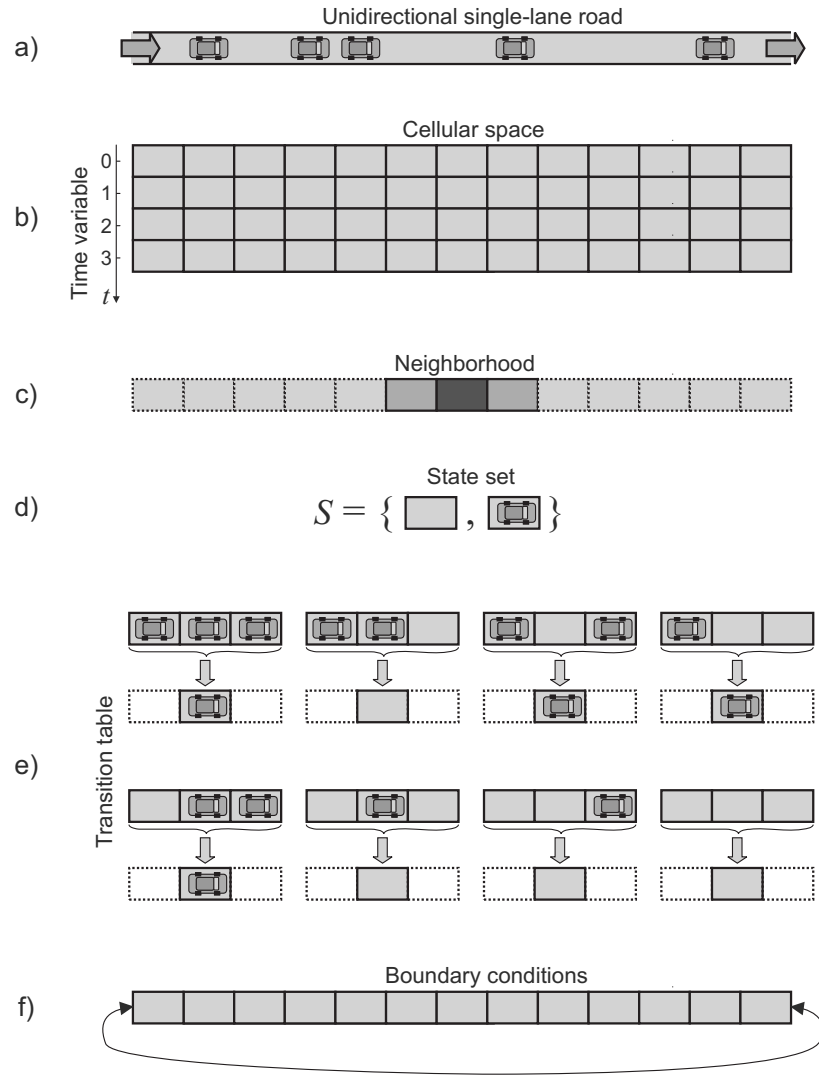 a)
Unidirectional single-lane road
b)
Cellular space
Time variable
0
1
2
3
t
c)
Neighborhood
d)
State set
S = { , }
e)
Transition table
f)
Boundary conditions